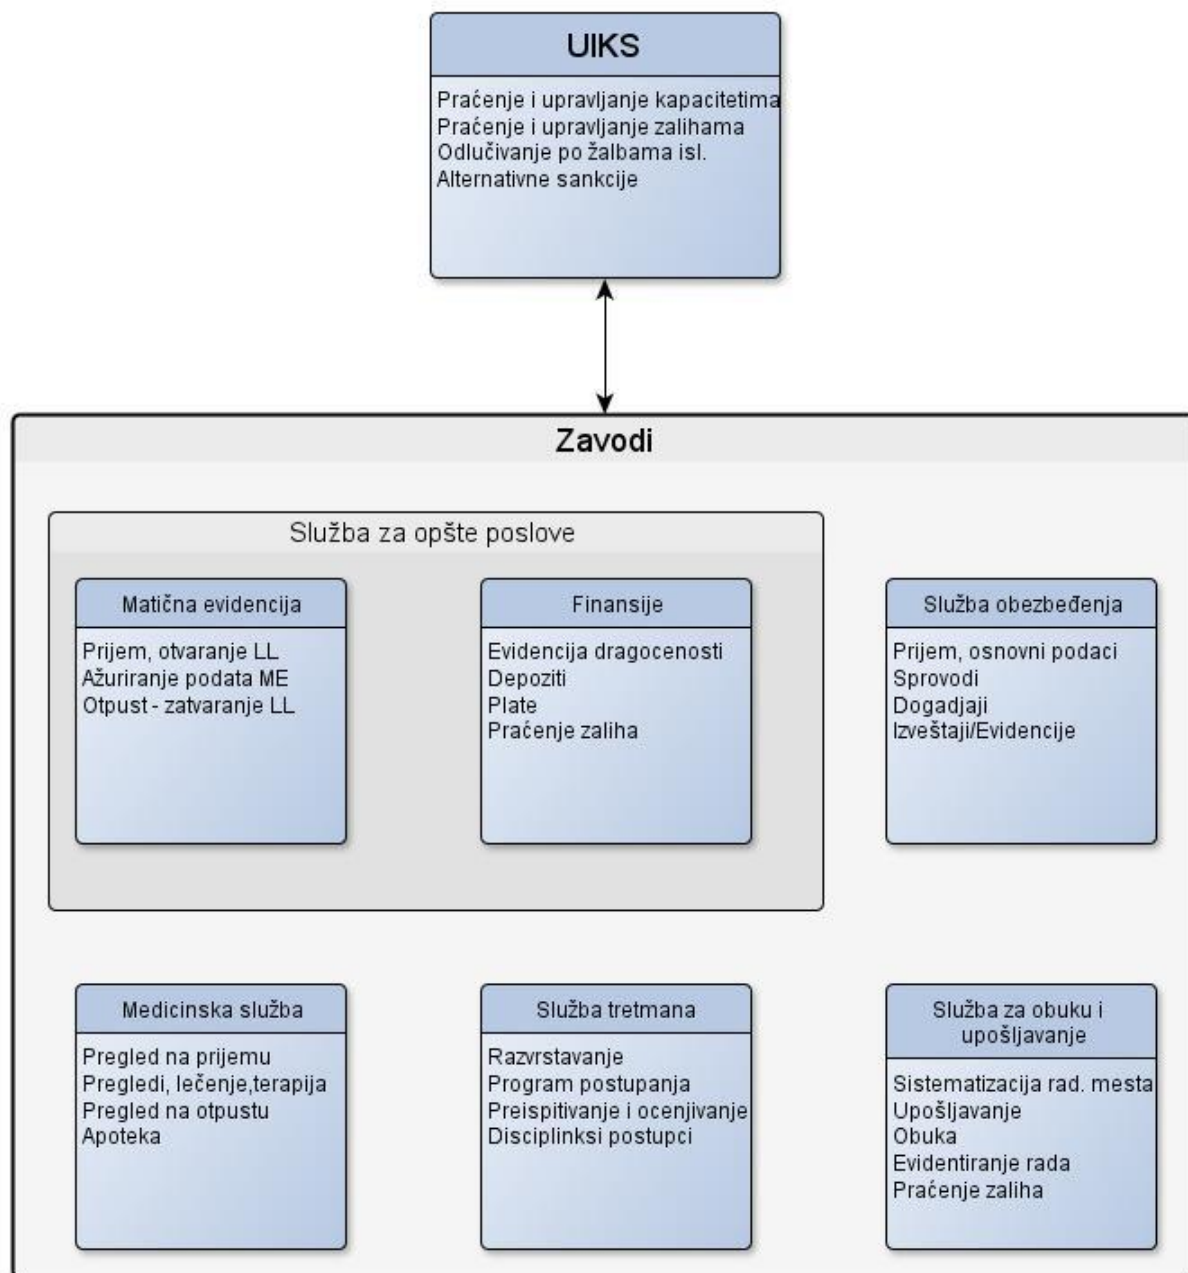 UIKS
Praćenje i upravljanje kapacitetima
Praćenje i upravljanje zalihama
Odlučivanje po žalbama isl.
Alternativne sankcije
Zavodi
Služba za opšte poslove
Matična evidencija
Prijem, otvaranje LL
Ažuriranje podata ME
Otpust - zatvaranje LL
Finansije
Evidencija dragocenosti
Depoziti
Plate
Praćenje zaliha
Služba obezbeđenja
Prijem, osnovni podaci
Sprovodi
Dogadjaji
Izveštaji/Evidencije
Medicinska služba
Pregled na prijemu
Pregledi, lečenje,terapija
Pregled na otpustu
Apoteka
Služba tretmana
Razvrstavanje
Program postupanja
Preispitivanje i ocenjivanje
Disciplinksi postupci
Služba za obuku i
upošljavanje
Sistematizacija rad. mesta
Upošljavanje
Obuka
Evidentiranje rada
Praćenje zaliha